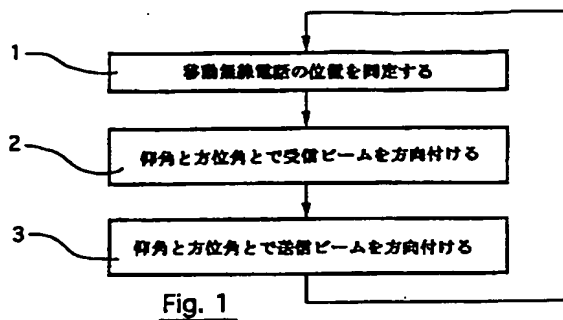 1
移動無線電話の位置を同定する
2
仰角と方位角とで受信ビームを方向付ける
3
仰角と方位角とで送信ビームを方向付ける
Fig. 1